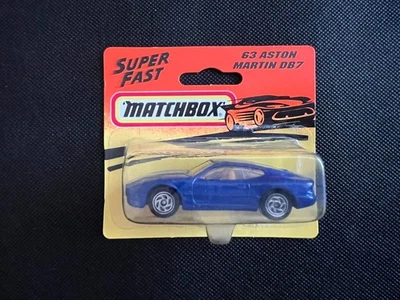 SUPER
FAST
63 ASTON
MARTIN DB7
MATCHBOX